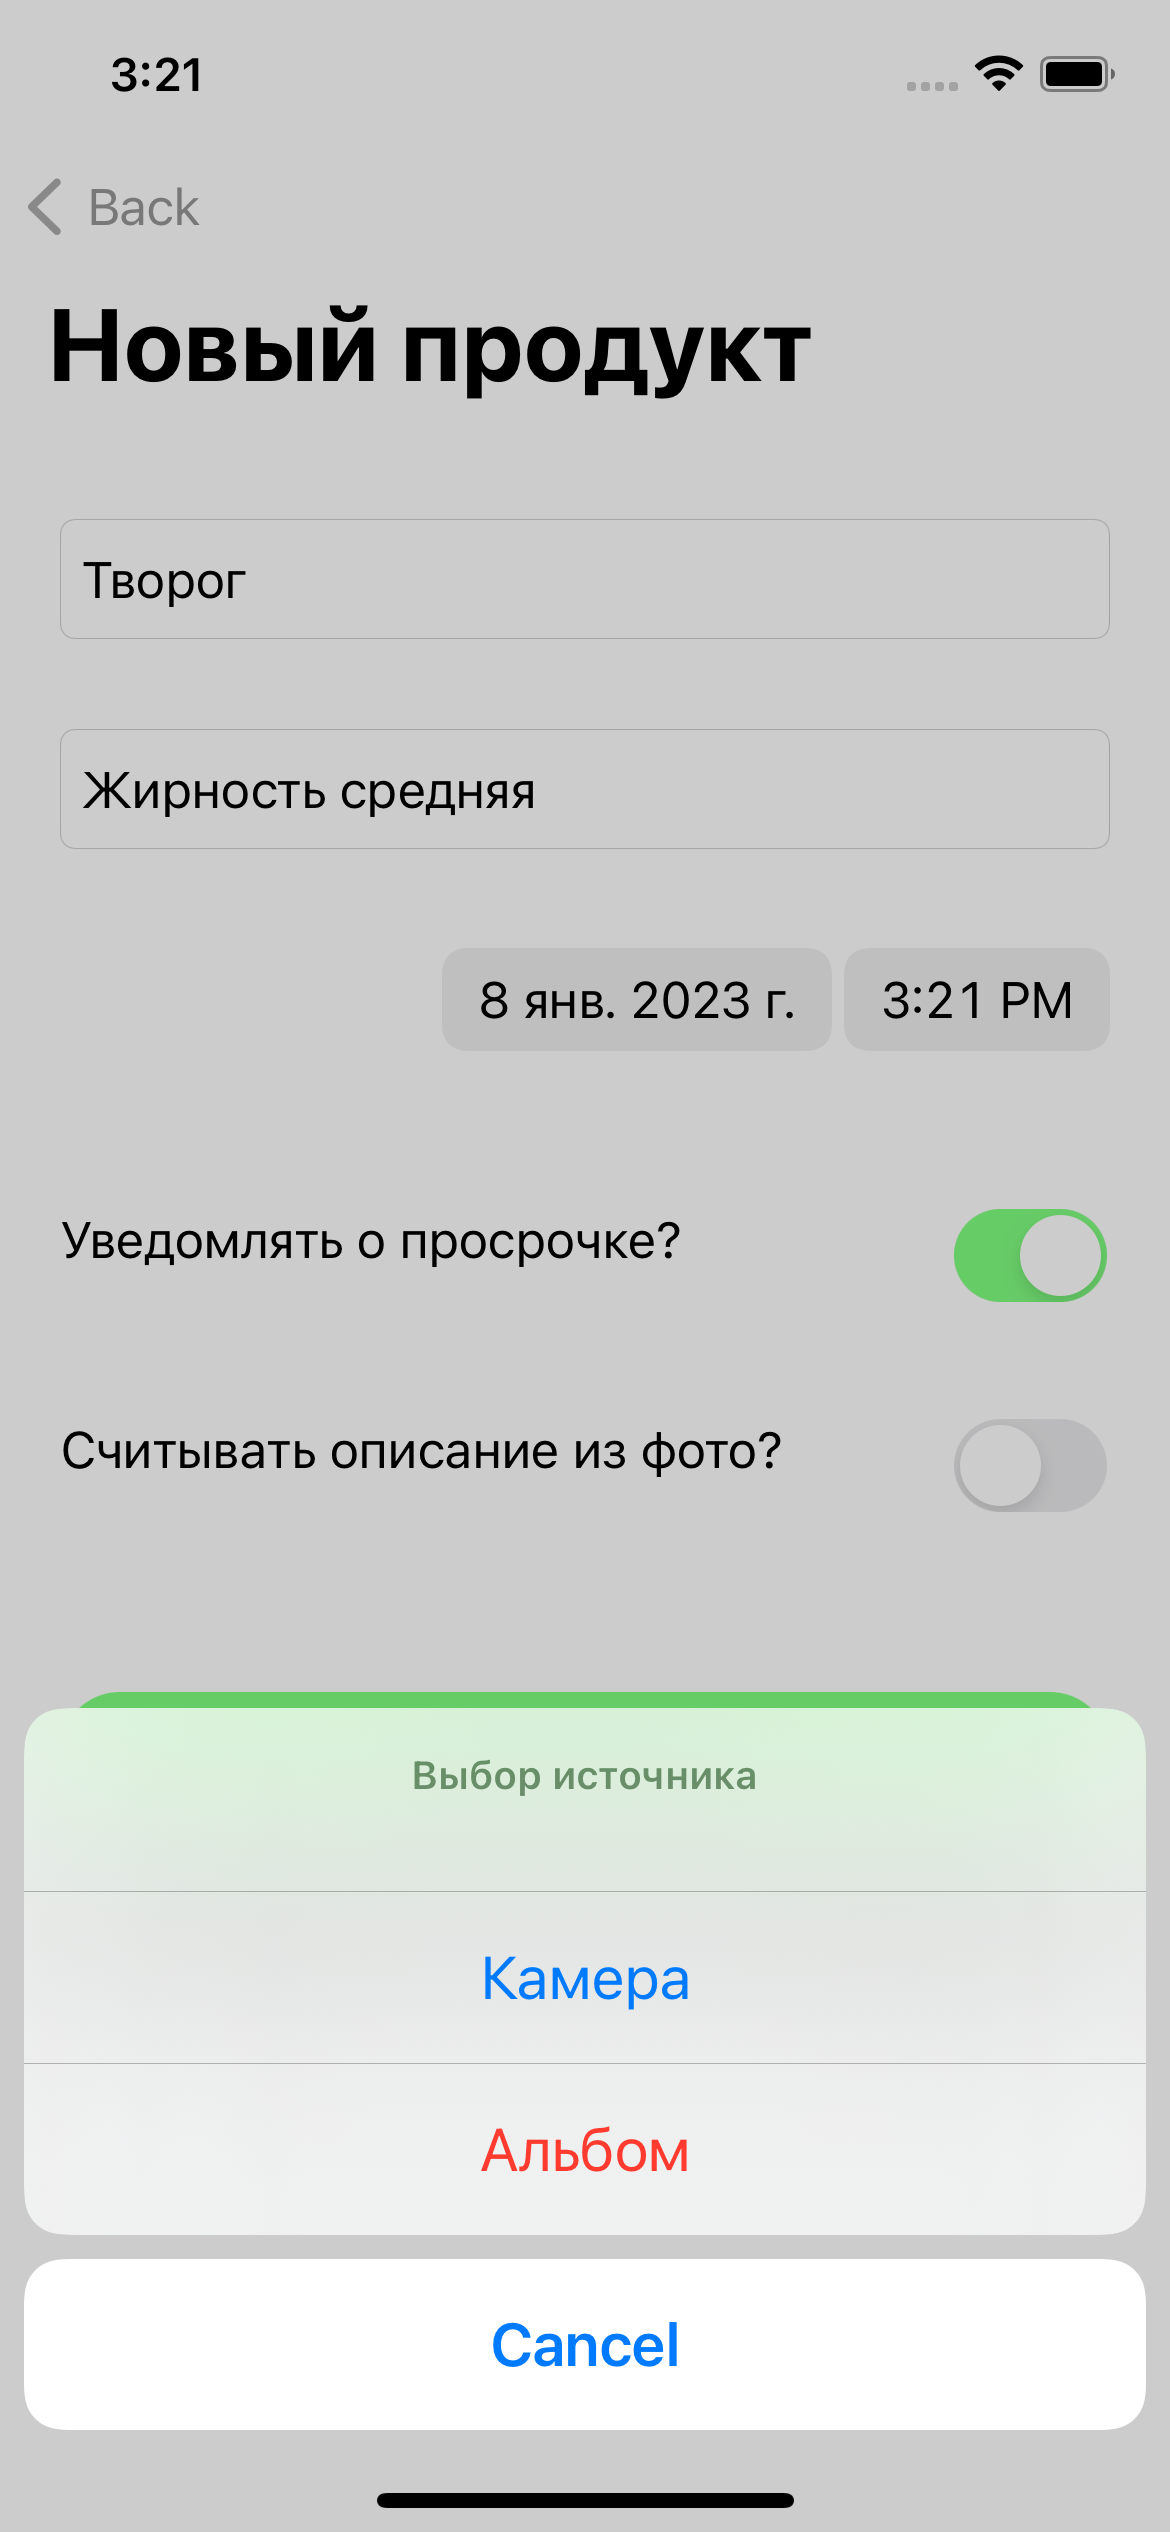 3:21
Back
Новый продукт
Творог
Жирность средняя
8 янв. 2023 г. 3:21 PM
Уведомлять о просрочке?
Считывать описание из фото?
Выбор источника
Камера
Альбом
Cancel